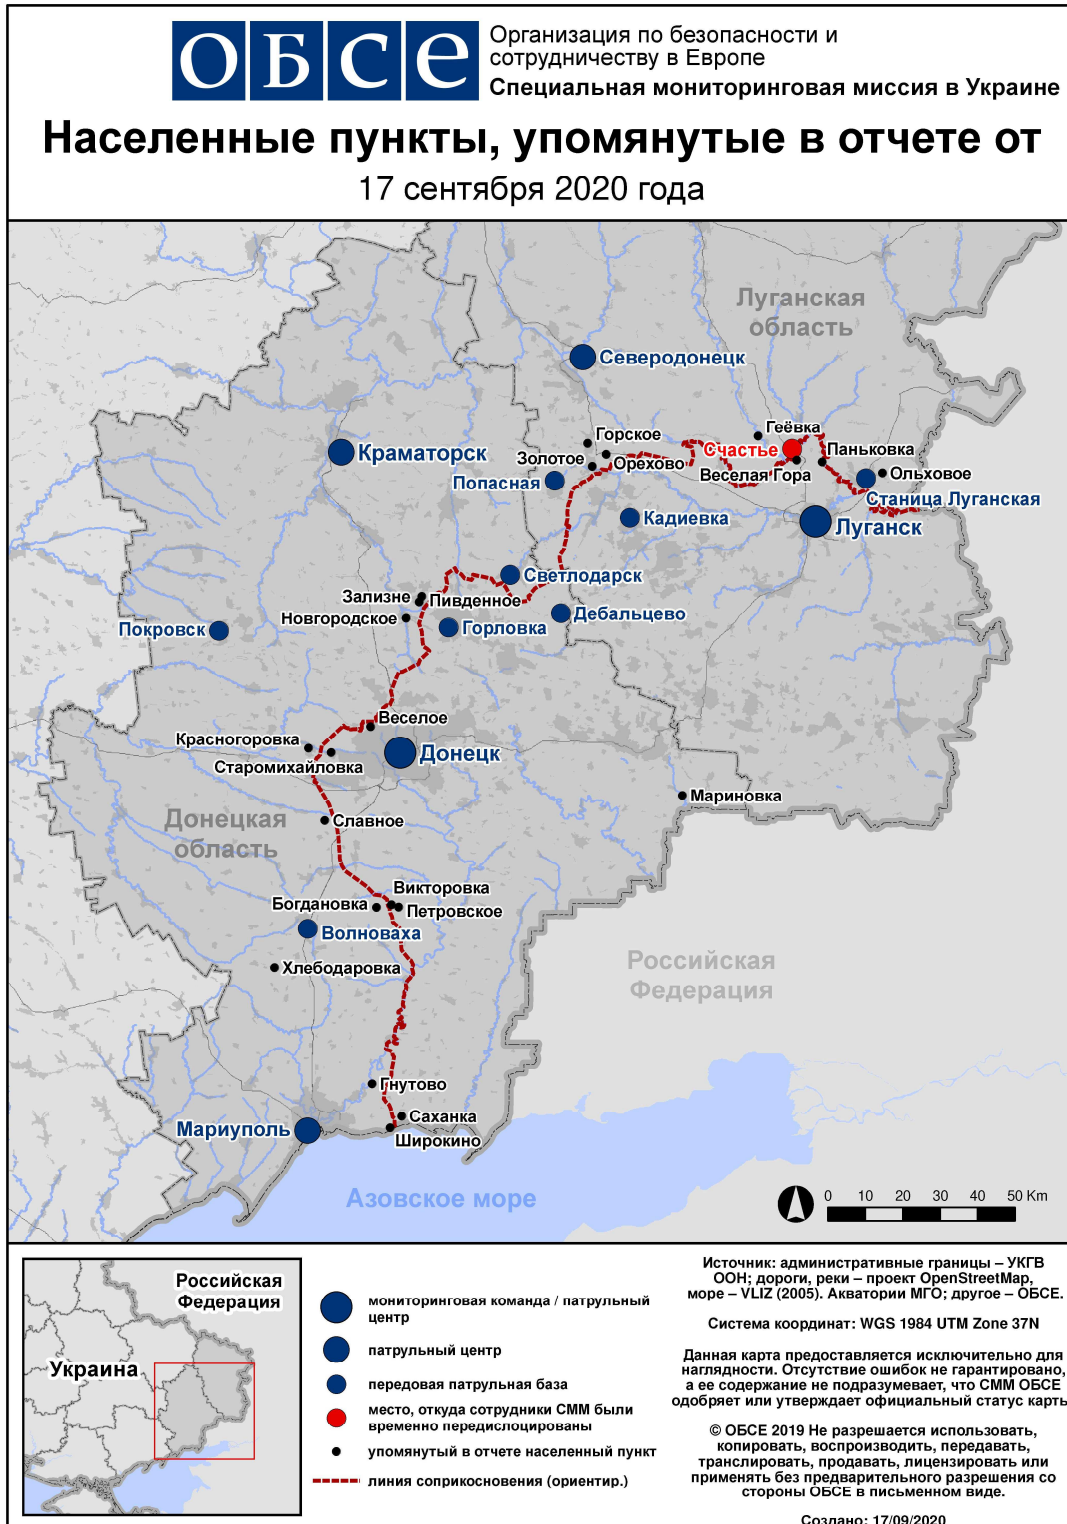 ОБСЕ
Организация по безопасности и
сотрудничеству в Европе
Специальная мониторинговая миссия в Украине
Населенные пункты, упомянутые в отчете от
17 сентября 2020 года
Луганская
область
Северодонецк
Геёвка
Горское
Счастье
Паньковка
Краматорск
Золотое
Орехово
Веселая Гора
Ольховое
Попасная
Станица Луганская
Кадиевка
Луганск
Светлодарск
Зализне
Пивденное
Новгородское
Дебальцево
Покровск
Горловка
Веселое
Красногоровка
Донецк
Старомихайловка
Мариновка
Донецкая
область
Славное
Викторовка
Богдановка
Петровское
Волноваха
Хлебодаровка
Российская
Федерация
Гнутово
Саханка
Мариуполь
Широкино
Азовское море
0 10 20 30 40 50 Km
Российская
Федерация
Украина
мониторинговая команда / патрульный
центр
патрульный центр
передовая патрульная база
место, откуда сотрудники СММ были
временно передислоцированы
упомянутый в отчете населенный пункт
линия соприкосновения (ориентир.)
Источник: административные границы – УКГВ
ООН; дороги, реки – проект OpenStreetMap,
море – VLIZ (2005). Акватории МГО; другое – ОБСЕ.
Система координат: WGS 1984 UTM Zone 37N
Данная карта предоставляется исключительно для
наглядности. Отсутствие ошибок не гарантировано,
а ее содержание не подразумевает, что СММ ОБСЕ
одобряет или утверждает официальный статус карты
© ОБСЕ 2019 Не разрешается использовать,
копировать, воспроизводить, передавать,
транслировать, продавать, лицензировать или
применять без предварительного разрешения со
стороны ОБСЕ в письменном виде.
Создано: 17/09/2020